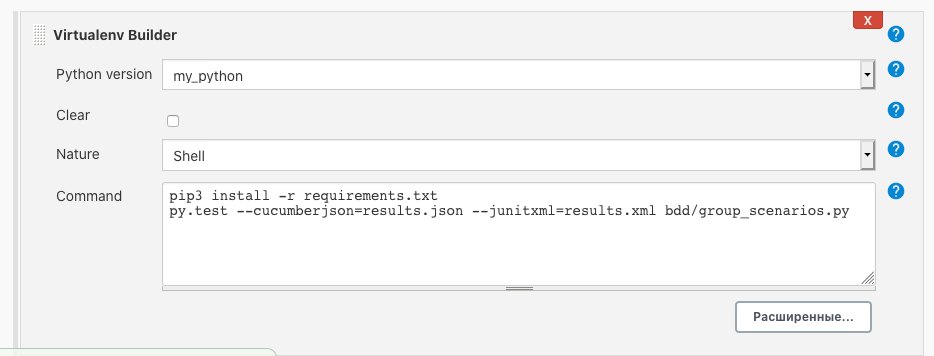 X
Virtualenv Builder ?
Python version my_python ?
Clear ?
Nature Shell ?
Command ?
pip3 install -r requirements.txt
py.test --cucumberjson=results.json --junitxml=results.xml bdd/group_scenarios.py
Расширенные...